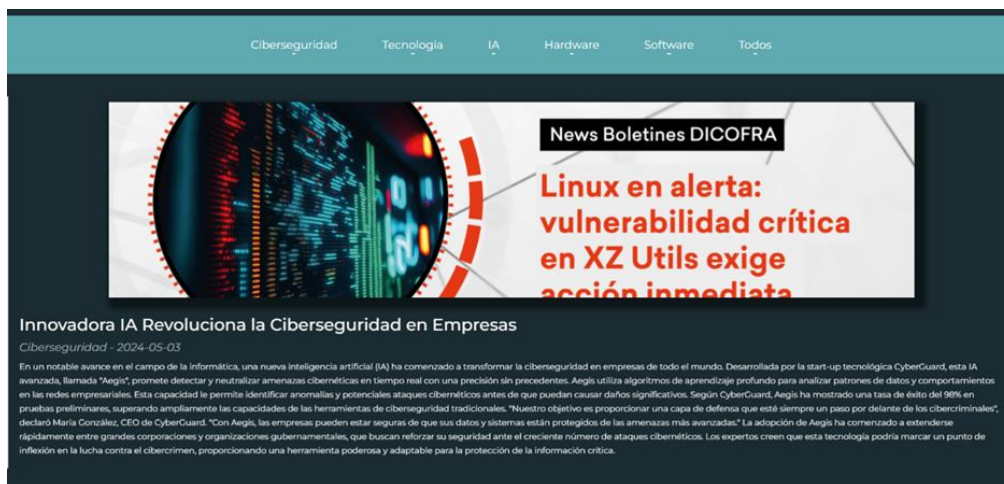 Ciberseguridad Tecnologia IA Hardware Software Todos
News Boletines DICOFRA
Linux en alerta:
vulnerabilidad crítica
en XZ Utils exige
acción inmediata
Innovadora IA Revoluciona la Ciberseguridad en Empresas
Ciberseguridad - 2024-05-03
En un notable avance en el campo de la informática, una nueva inteligencia artificial (IA) ha comenzado a transformar la ciberseguridad en empresas de todo el mundo. Desarrollada por la start-up tecnológica CyberGuard, esta IA
avanzada, llamada "Aegis", promete detectar y neutralizar amenazas cibernéticas en tiempo real con una precisión sin precedentes. Aegis utiliza algoritmos de aprendizaje profundo para analizar patrones de datos y comportamientos
en las redes empresariales. Esta capacidad le permite identificar anomalías y potenciales ataques cibernéticos antes de que puedan causar daños significativos. Según CyberGuard, Aegis ha mostrado una tasa de éxito del 98% en
pruebas preliminares, superando ampliamente las capacidades de las herramientas de ciberseguridad tradicionales. "Nuestro objetivo es proporcionar una capa de defensa que esté siempre un paso por delante de los cibercriminales",
declaró María González, CEO de CyberGuard. "Con Aegis, las empresas pueden estar seguras de que sus datos y sistemas están protegidos de las amenazas más avanzadas." La adopción de Aegis ha comenzado a extenderse
rápidamente entre grandes corporaciones y organizaciones gubernamentales, que buscan reforzar su seguridad ante el creciente número de ataques cibernéticos. Los expertos creen que esta tecnología podría marcar un punto de
inflexión en la lucha contra el cibercrimen, proporcionando una herramienta poderosa y adaptable para la protección de la información crítica.